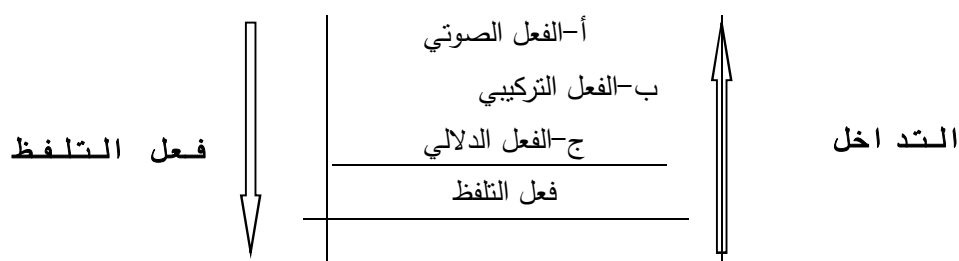 أ-الفعل الصوتي
ب-الفعل التركيبي
التداخل
ج-الفعل الدلالي
فعل التلفظ
فعل التلفظ